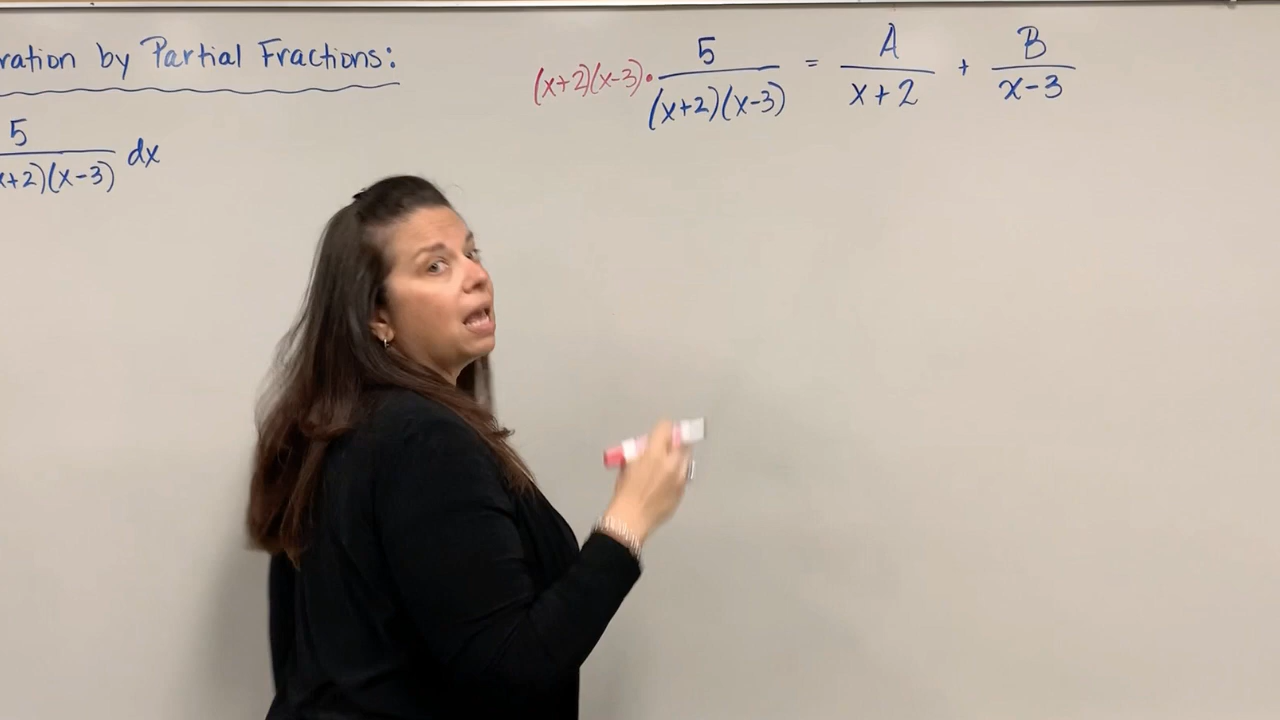 ration by Partial Fractions:
5
x+2)(x-3) dx
(x+2)(x-3)• 5 = A + B
(x+2)(x-3) x+2 x-3